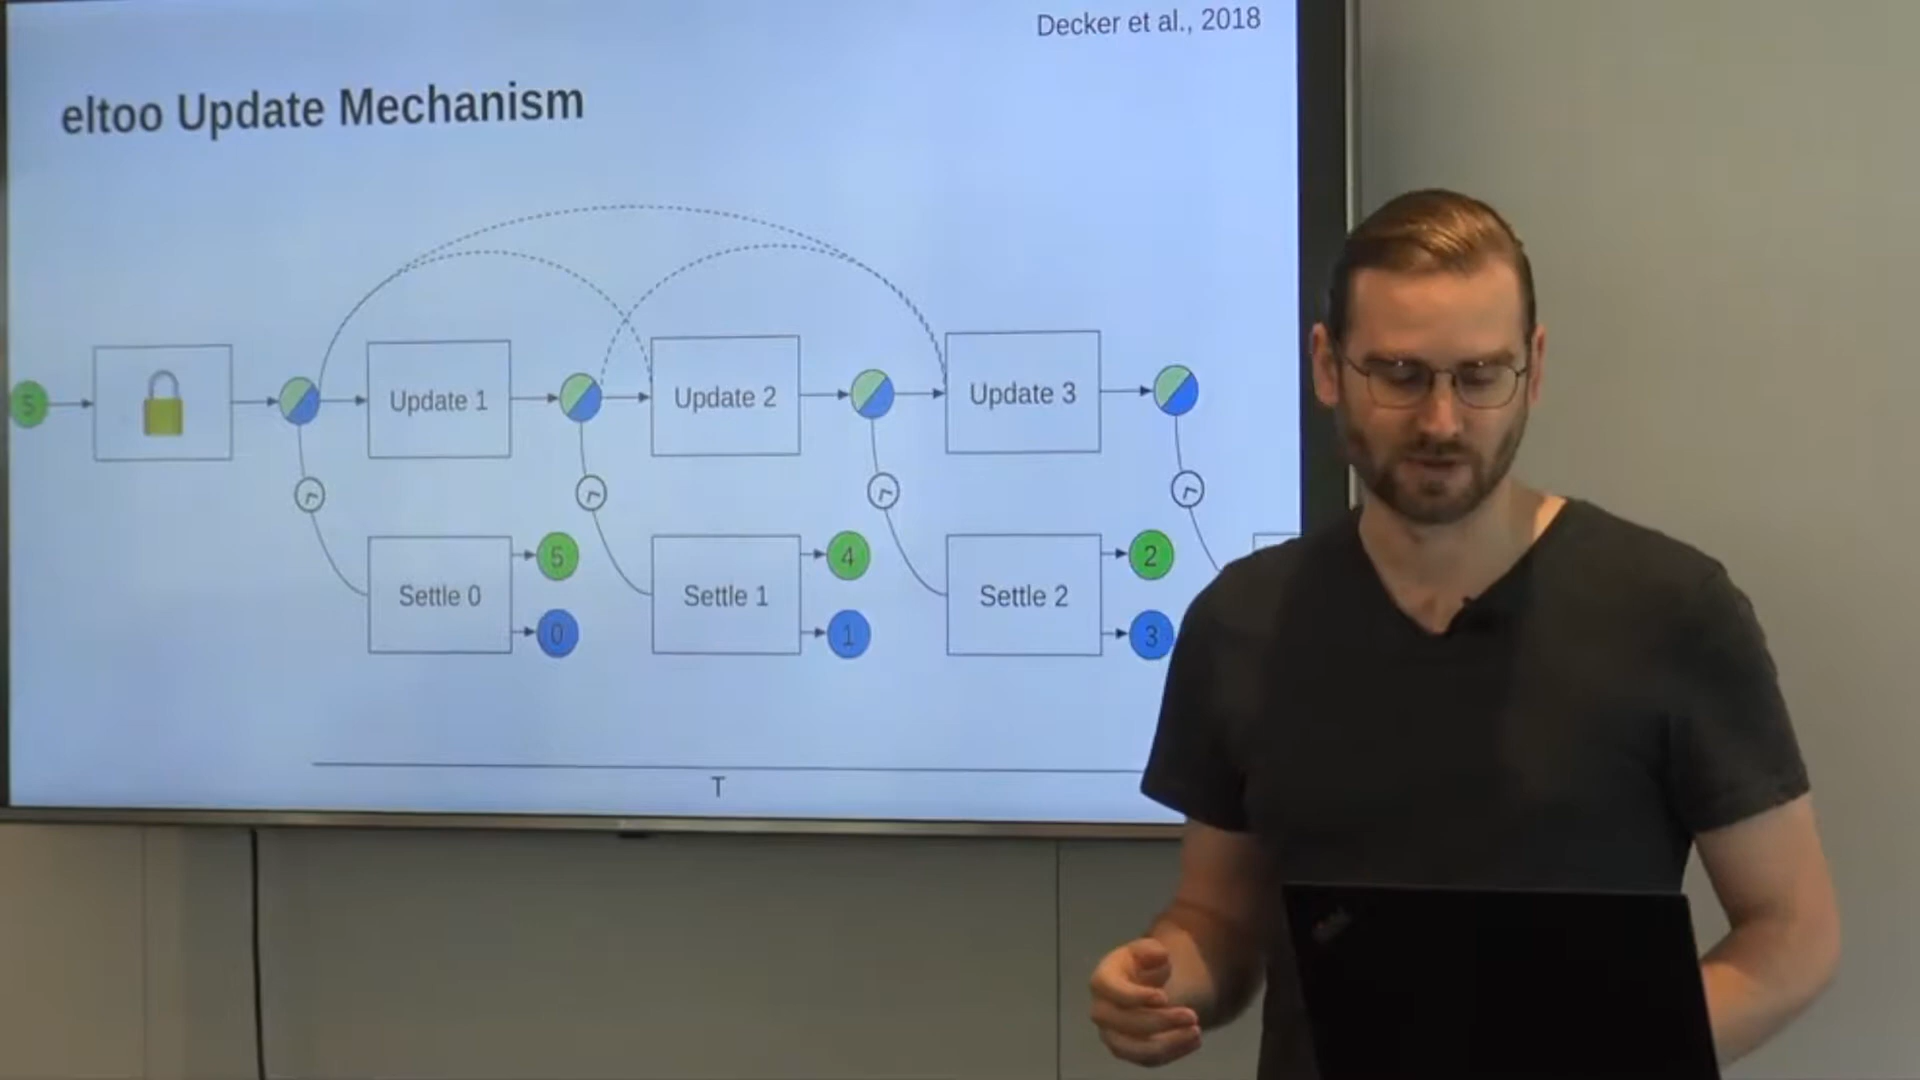 Decker et al., 2018
eltoo Update Mechanism
5
Update 1
Update 2
Update 3
Settle 0
5
0
Settle 1
4
1
Settle 2
2
3
T